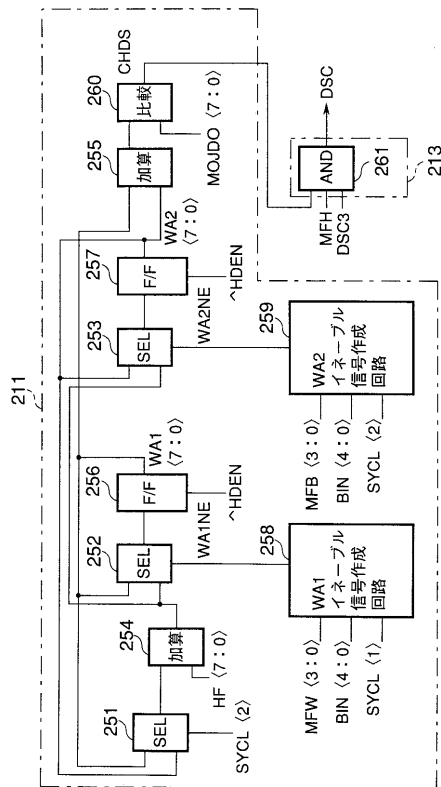 211
251
SEL
SYCL〈2〉
254
加算
HF〈7:0〉
252
SEL
WA1NE
256
F/F
WA1
〈7:0〉
^HDEN
253
SEL
WA2NE
257
F/F
WA2
〈7:0〉
^HDEN
255
加算
260
比較
CHDS
MOJDO〈7:0〉
MFW〈3:0〉
BIN〈4:0〉
SYCL〈1〉
258
WA1
イネーブル
信号作成
回路
MFB〈3:0〉
BIN〈4:0〉
SYCL〈2〉
259
WA2
イネーブル
信号作成
回路
MFH
DSC3
AND
261
DSC
213